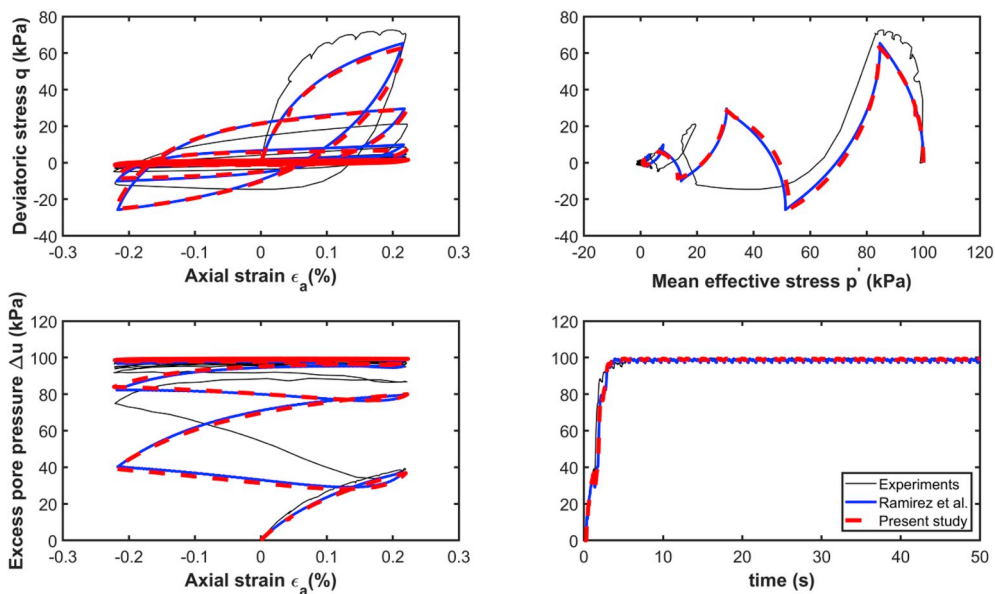 80
60
40
20
0
-20
-40
-0.3 -0.2 -0.1 0 0.1 0.2 0.3
Deviatoric stress q (kPa)
Axial strain ϵa(%)
80
60
40
20
0
-20
-40
-20 0 20 40 60 80 100 120
Mean effective stress p' (kPa)
120
100
80
60
40
20
0
-0.3 -0.2 -0.1 0 0.1 0.2 0.3
Excess pore pressure Δu (kPa)
Axial strain ϵa(%)
120
100
80
60
40
20
0
0 10 20 30 40 50
time (s)
Experiments
Ramirez et al.
Present study